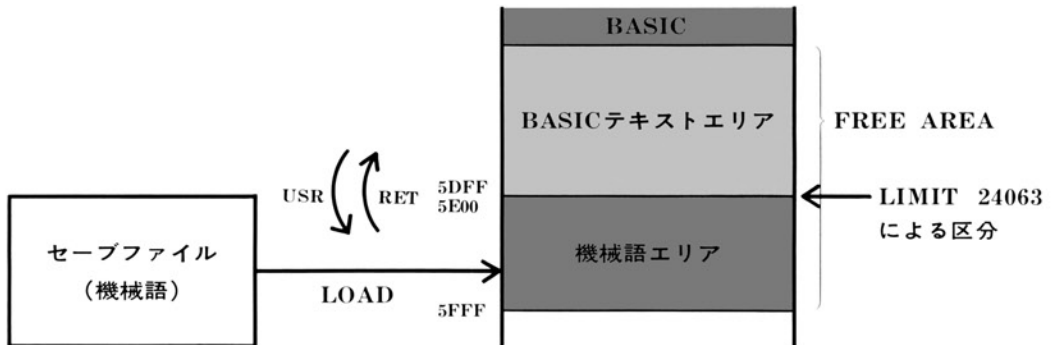 BASIC
BASICテキストエリア
FREE AREA
USR
RET
5DFF
5E00
LIMIT 24063
による区分
セーブファイル
(機械語)
機械語エリア
LOAD
5FFF